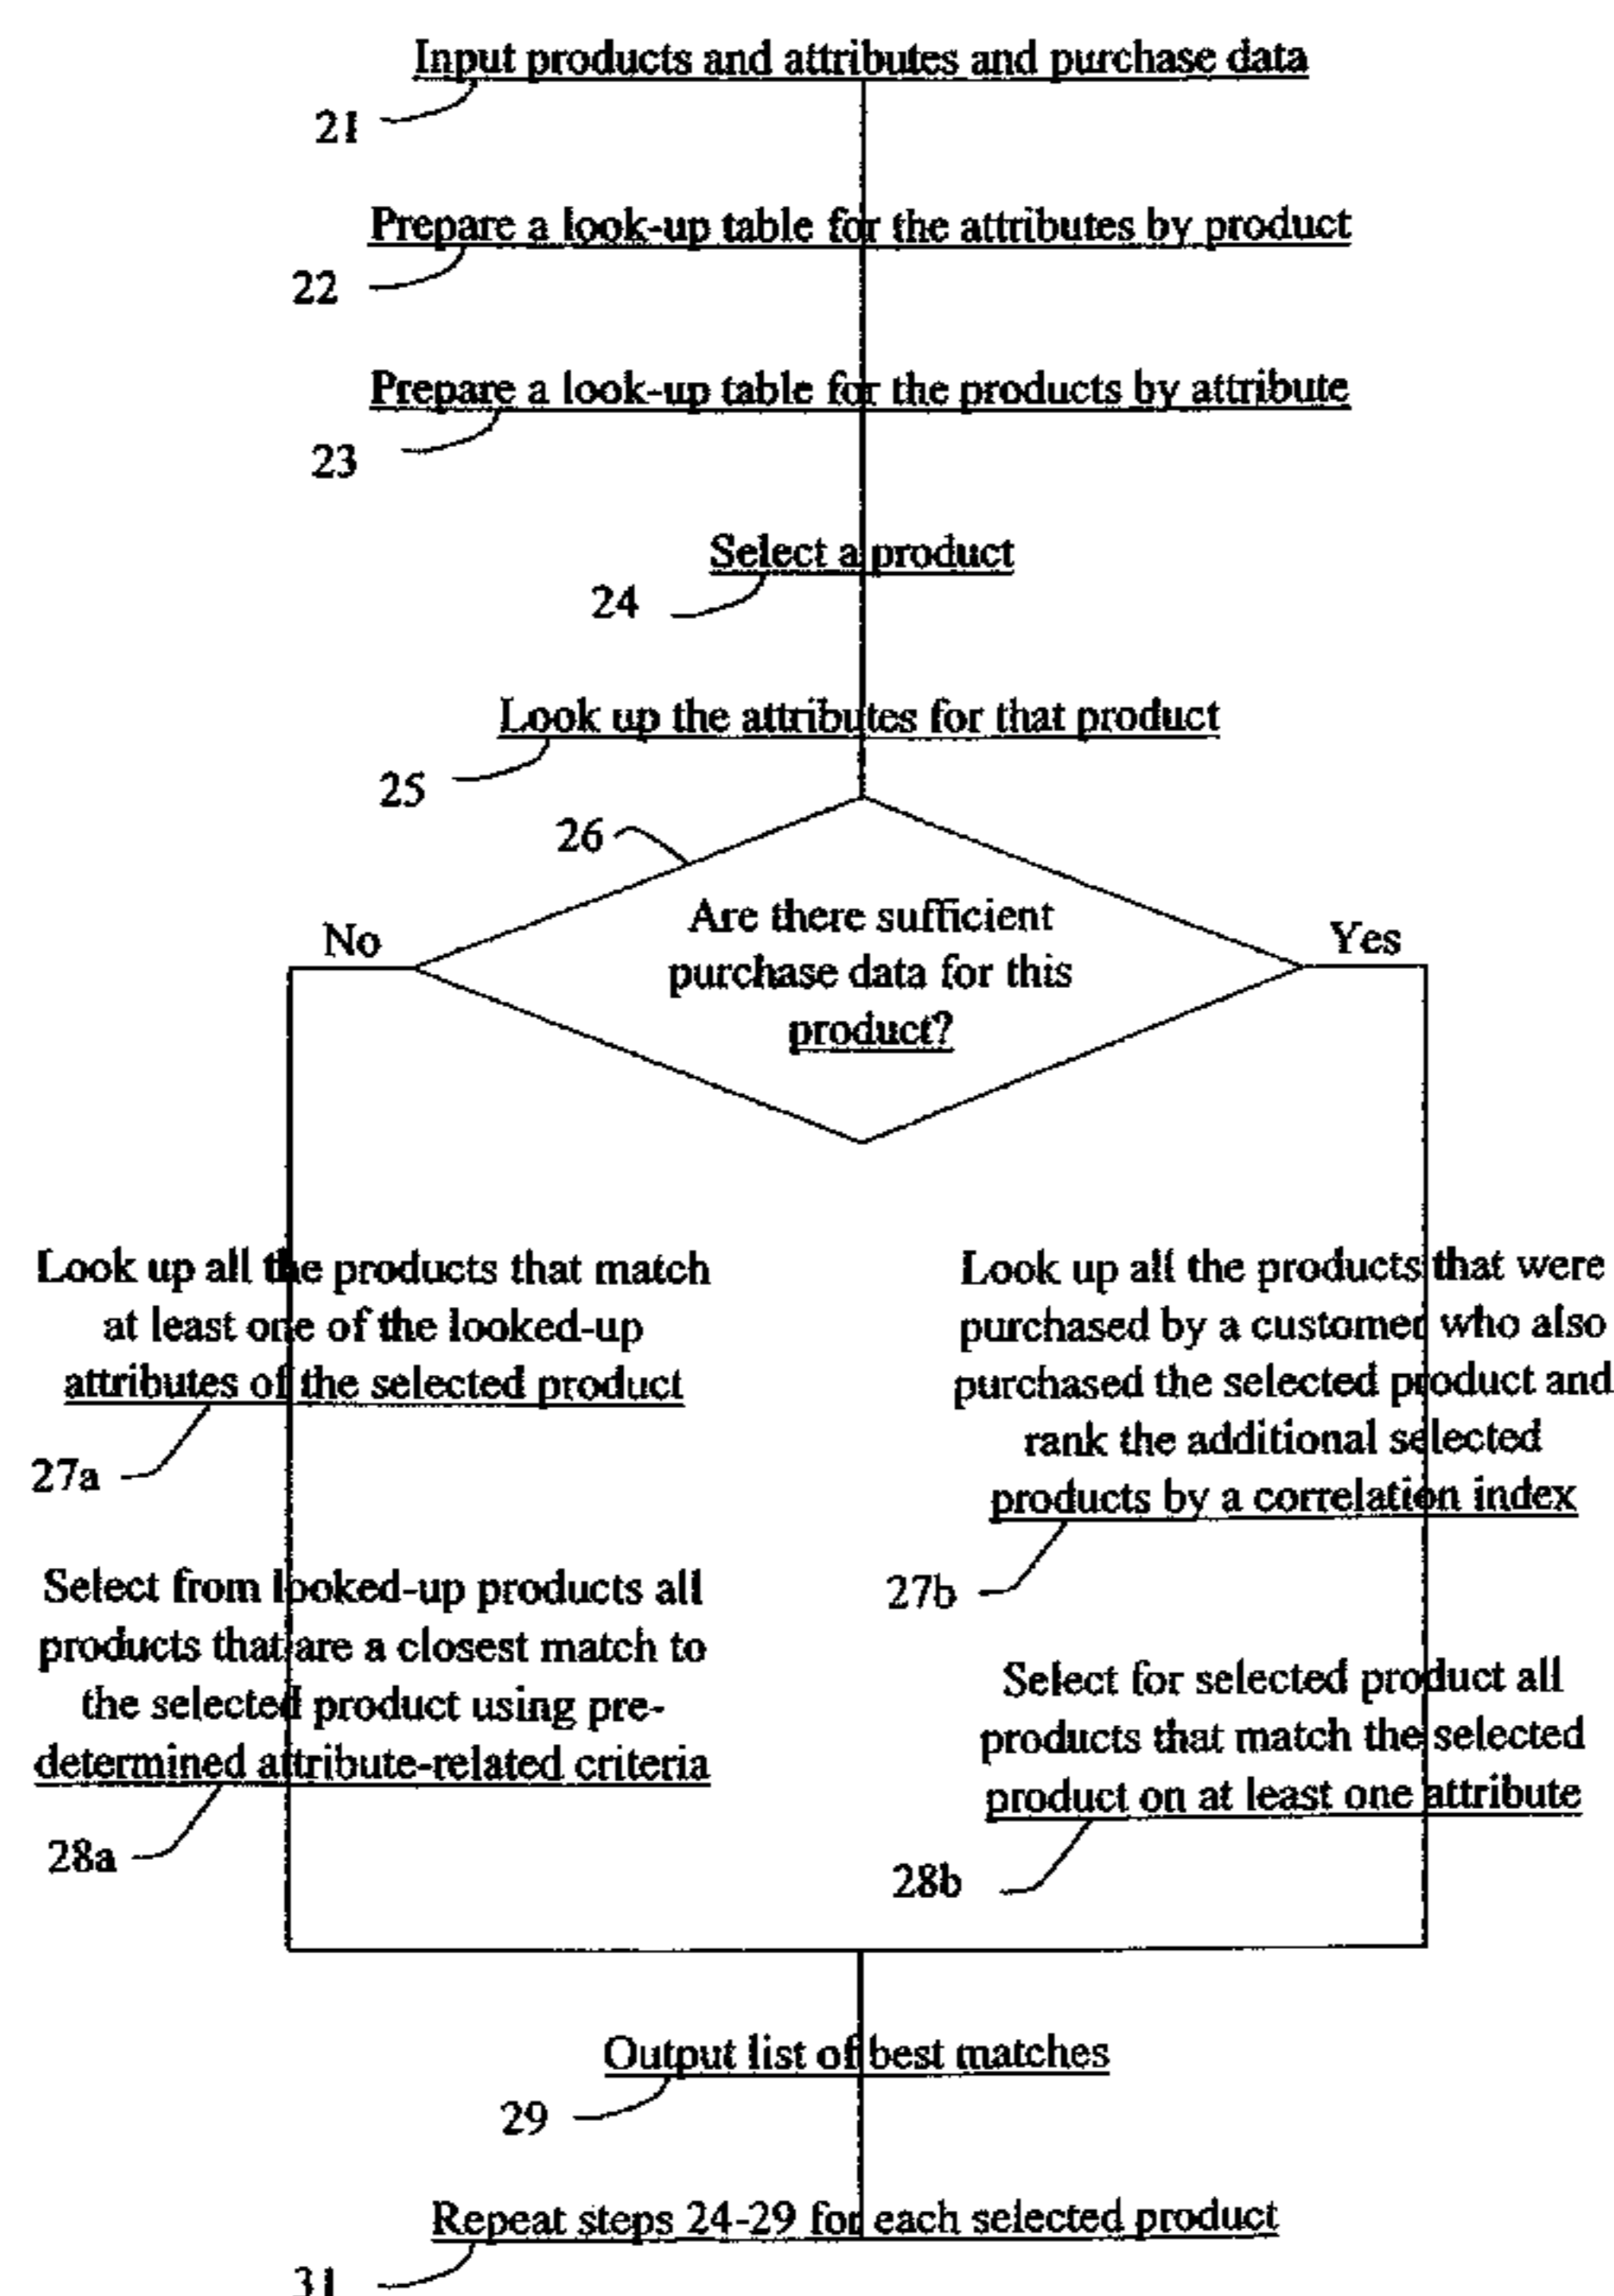 Input products and attributes and purchase data
21
Prepare a look-up table for the attributes by product
22
Prepare a look-up table for the products by attribute
23
Select a product
24
Look up the attributes for that product
25
26
Are there sufficient
purchase data for this
product?
No
Yes
Look up all the products that match
at least one of the looked-up
attributes of the selected product
27a
Select from looked-up products all
products that are a closest match to
the selected product using pre-
determined attribute-related criteria
28a
Look up all the products that were
purchased by a customer who also
purchased the selected product and
rank the additional selected
products by a correlation index
27b
Select for selected product all
products that match the selected
product on at least one attribute
28b
Output list of best matches
29
Repeat steps 24-29 for each selected product
31